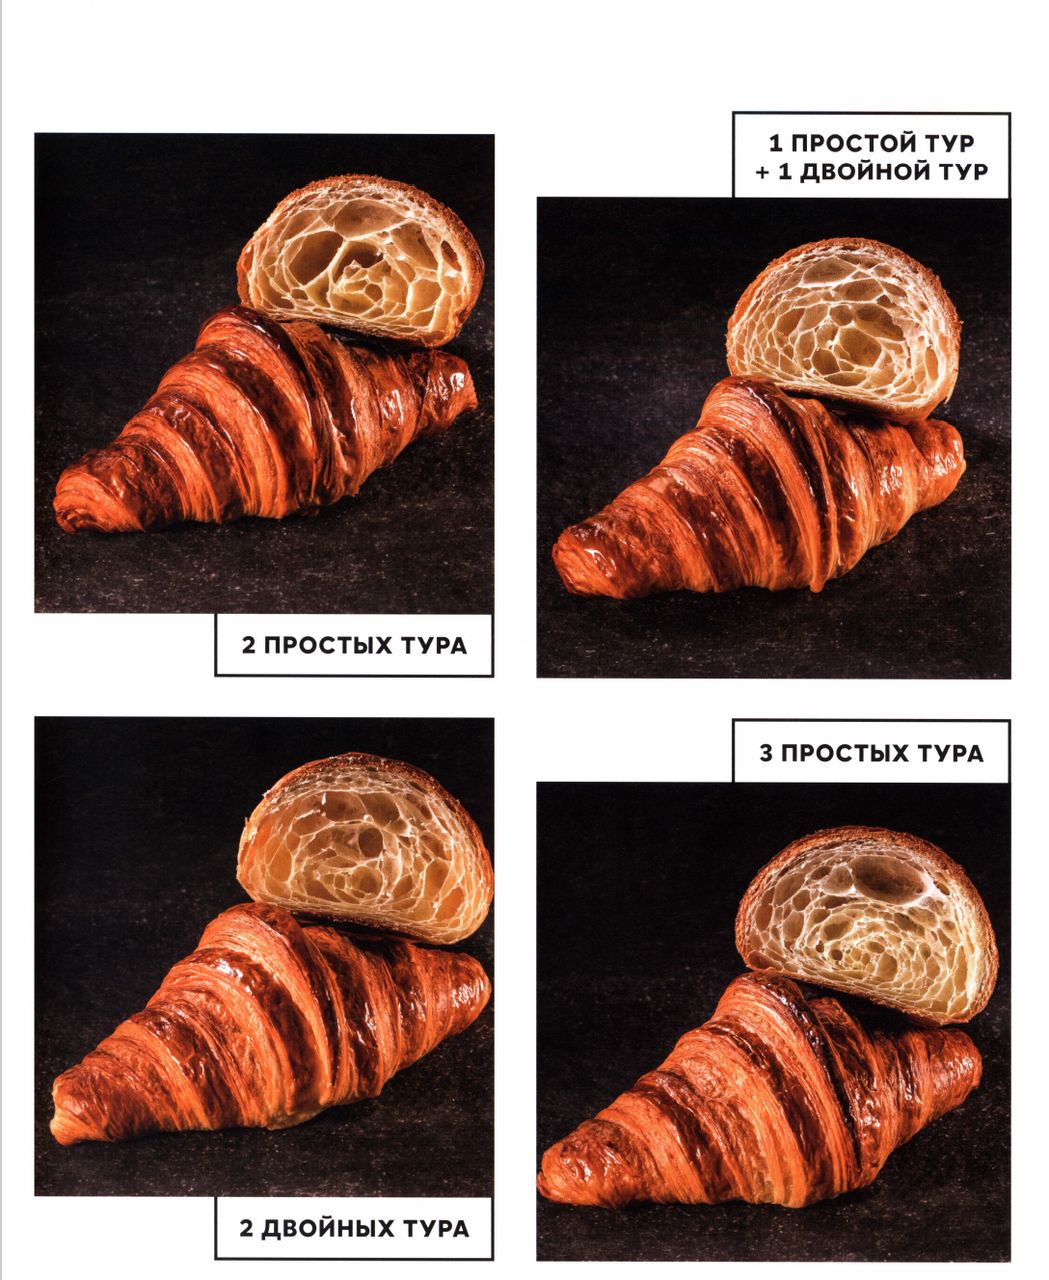 1 ПРОСТОЙ ТУР
+ 1 ДВОЙНОЙ ТУР
2 ПРОСТЫХ ТУРА
3 ПРОСТЫХ ТУРА
2 ДВОЙНЫХ ТУРА